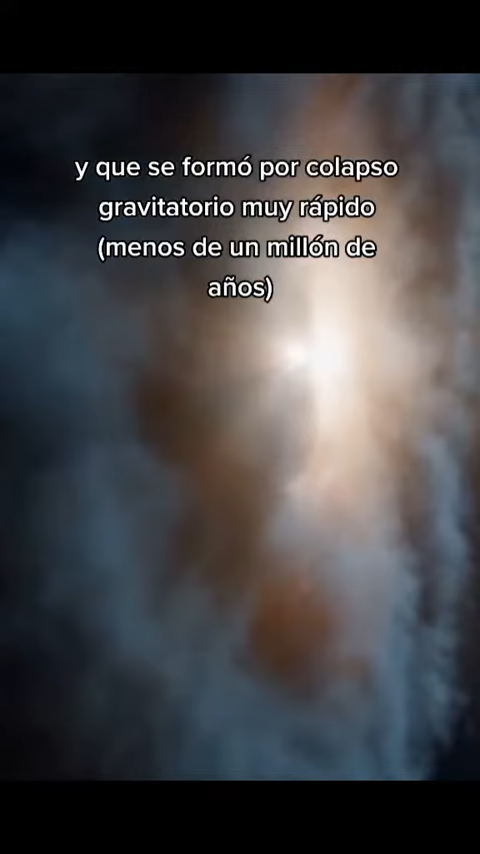 y que se formó por colapso
gravitatorio muy rápido
(menos de un millón de
años)